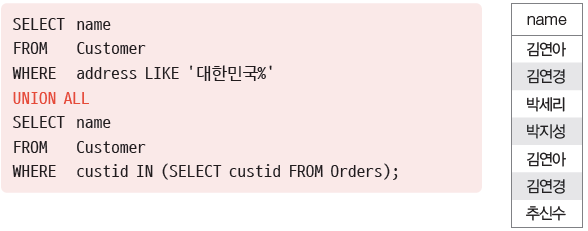 SELECT name
FROM Customer
WHERE address LIKE '대한민국%'
UNION ALL
SELECT name
FROM Customer
WHERE custid IN (SELECT custid FROM Orders);
name
김연아
김연경
박세리
박지성
김연아
김연경
추신수